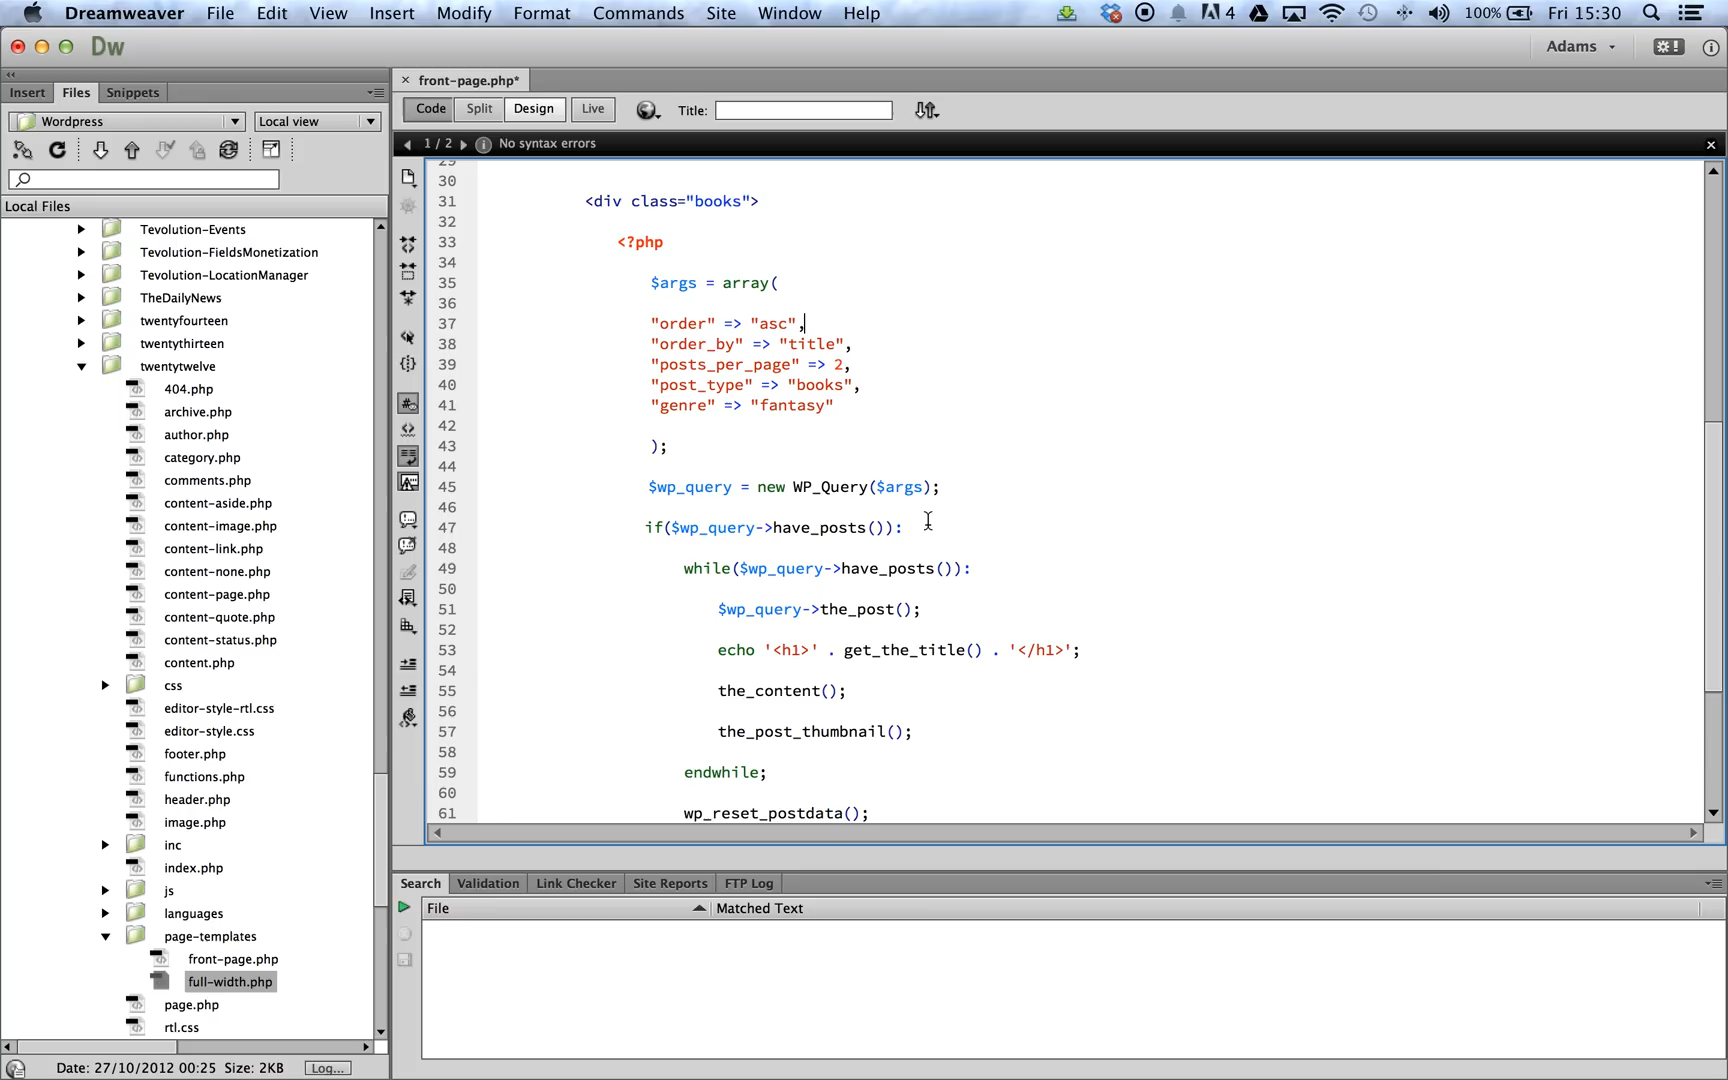 Dreamweaver File Edit View Insert Modify Format Commands Site Window Help 4 100% Fri 15:30
Dw Adams
Insert Files Snippets
front-page.php*
Wordpress Local view
Code Split Design Live Title:
1 / 2 No syntax errors
Local Files
Tevolution-Events
Tevolution-FieldsMonetization
Tevolution-LocationManager
TheDailyNews
twentyfourteen
twentythirteen
twentytwelve
404.php
archive.php
author.php
category.php
comments.php
content-aside.php
content-image.php
content-link.php
content-none.php
content-page.php
content-quote.php
content-status.php
content.php
css
editor-style-rtl.css
editor-style.css
footer.php
functions.php
header.php
image.php
inc
index.php
js
languages
page-templates
front-page.php
full-width.php
page.php
rtl.css
Date: 27/10/2012 00:25 Size: 2KB Log...
29
30
31 <div class="books">
32
33 <?php
34
35 $args = array(
36
37 "order" => "asc",
38 "order_by" => "title",
39 "posts_per_page" => 2,
40 "post_type" => "books",
41 "genre" => "fantasy"
42
43 );
44
45 $wp_query = new WP_Query($args);
46
47 if($wp_query->have_posts()):
48
49 while($wp_query->have_posts()):
50
51 $wp_query->the_post();
52
53 echo '<h1>' . get_the_title() . '</h1>';
54
55 the_content();
56
57 the_post_thumbnail();
58
59 endwhile;
60
61 wp_reset_postdata();
Search Validation Link Checker Site Reports FTP Log
File Matched Text